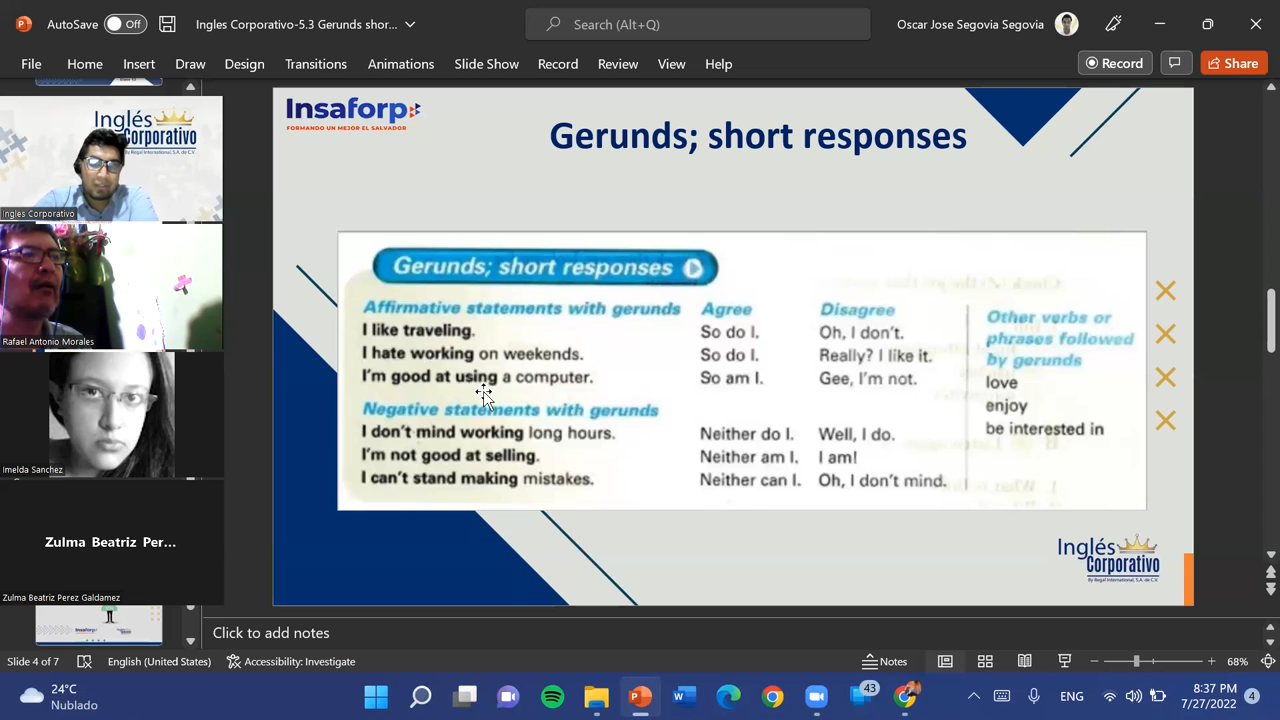 AutoSave Off Ingles Corporativo-5.3 Gerunds shor... Search (Alt+Q) Oscar Jose Segovia Segovia
File Home Insert Draw Design Transitions Animations Slide Show Record Review View Help Record Share
Insaforp
FORMANDO UN MEJOR EL SALVADOR
Gerunds; short responses
Inglés
Corporativo
By Regal International, S.A. de C.V.
Ingles Corporativo
Rafael Antonio Morales
Imelda Sanchez
Zulma Beatriz Per...
Zulma Beatriz Perez Galdamez
Gerunds; short responses
Affirmative statements with gerunds Agree Disagree
I like traveling. So do I. Oh, I don't.
I hate working on weekends. So do I. Really? I like it.
I'm good at using a computer. So am I. Gee, I'm not.
Negative statements with gerunds
I don't mind working long hours. Neither do I. Well, I do.
I'm not good at selling. Neither am I. I am!
I can't stand making mistakes. Neither can I. Oh, I don't mind.
Other verbs or
phrases followed
by gerunds
love
enjoy
be interested in
Inglés
Corporativo
By Regal International, S.A. de C.V.
Click to add notes
Slide 4 of 7 English (United States) Accessibility: Investigate Notes 68%
24°C
Nublado
43
ENG
8:37 PM
7/27/2022
4